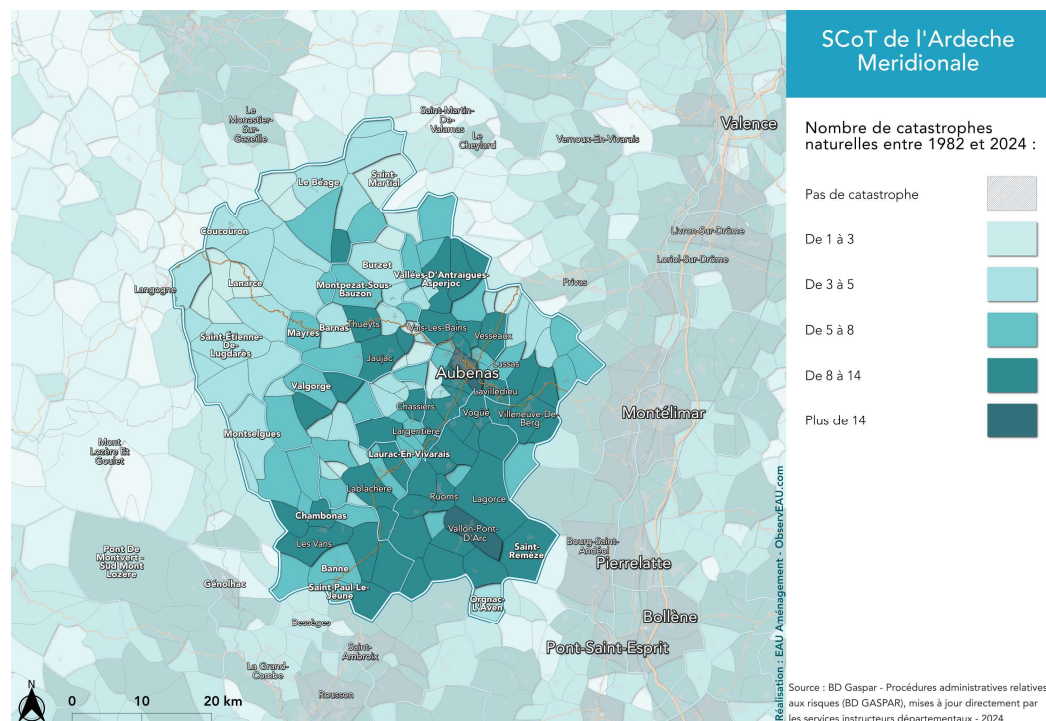 SCoT de l'Ardeche
Meridionale
Nombre de catastrophes
naturelles entre 1982 et 2024 :
Pas de catastrophe
De 1 à 3
De 3 à 5
De 5 à 8
De 8 à 14
Plus de 14
Source : BD Gaspar - Procédures administratives relatives
aux risques (BD GASPAR), mises à jour directement par
les services instructeurs départementaux - 2024
Réalisation : EAU Aménagement - ObservEAU.com
Le
Monastier-
Sur-
Gazeille
Saint-Martin-
De-
Valamas
Le
Cheylard
Vernoux-En-Vivarais
Valence
Le Béage
Saint-
Martial
Coucouron
Livron-Sur-Drôme
Loriol-Sur-Drôme
Langogne
Lanarce
Burzet
Montpezat-Sous-
Bauzon
Vallées-D'Antraigues-
Asperjoc
Privas
Saint-Étienne-
De-
Lugdarès
Mayres
Barnas
Thueyts
Vals-Les-Bains
Vesseaux
Jaujac
Lussas
Aubenas
Valgorge
Lavilledieu
Chassiers
Vogüé
Villeneuve-De-
Berg
Montélimar
Montselgues
Largentière
Mont
Lozère Et
Goulet
Laurac-En-Vivarais
Lablachère
Ruoms
Lagorce
Chambonas
Vallon-Pont-
D'Arc
Les Vans
Saint-
Remèze
Bourg-Saint-
Andéol
Pierrelatte
Pont De
Montvert -
Sud Mont
Lozère
Génolhac
Banne
Saint-Paul-Le-
Jeune
Orgnac-
L'Aven
Bessèges
Bollène
Pont-Saint-Esprit
Saint-
Ambroix
La Grand-
Combe
Rousson
N
0 10 20 km